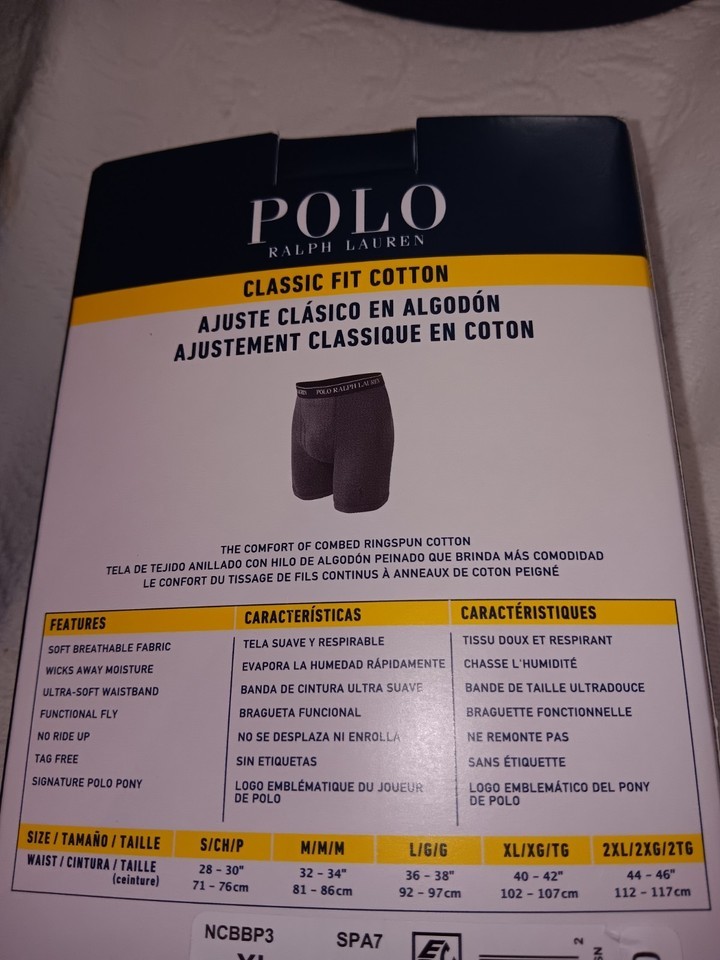 POLO
RALPH LAUREN
CLASSIC FIT COTTON
AJUSTE CLÁSICO EN ALGODÓN
AJUSTEMENT CLASSIQUE EN COTON
POLO RALPH LAUREN
THE COMFORT OF COMBED RINGSPUN COTTON
TELA DE TEJIDO ANILLADO CON HILO DE ALGODÓN PEINADO QUE BRINDA MÁS COMODIDAD
LE CONFORT DU TISSAGE DE FILS CONTINUS À ANNEAUX DE COTON PEIGNÉ
FEATURES
SOFT BREATHABLE FABRIC
WICKS AWAY MOISTURE
ULTRA-SOFT WAISTBAND
FUNCTIONAL FLY
NO RIDE UP
TAG FREE
SIGNATURE POLO PONY
CARACTERÍSTICAS
TELA SUAVE Y RESPIRABLE
EVAPORA LA HUMEDAD RÁPIDAMENTE
BANDA DE CINTURA ULTRA SUAVE
BRAGUETA FUNCIONAL
NO SE DESPLAZA NI ENROLLA
SIN ETIQUETAS
LOGO EMBLÉMATIQUE DU JOUEUR
DE POLO
CARACTÉRISTIQUES
TISSU DOUX ET RESPIRANT
CHASSE L'HUMIDITÉ
BANDE DE TAILLE ULTRADOUCE
BRAGUETTE FONCTIONNELLE
NE REMONTE PAS
SANS ÉTIQUETTE
LOGO EMBLEMÁTICO DEL PONY
DE POLO
SIZE / TAMAÑO / TAILLE S/CH/P M/M/M L/G/G XL/XG/TG 2XL/2XG/2TG
WAIST / CINTURA / TAILLE 28 - 30" 32 - 34" 36 - 38" 40 - 42" 44 - 46"
(ceinture) 71 - 76cm 81 - 86cm 92 - 97cm 102 - 107cm 112 - 117cm
NCBBP3 SPA7
XL
2